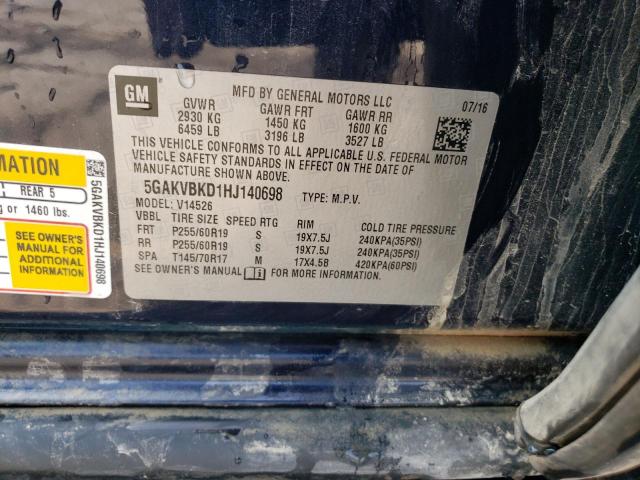 GM
MFD BY GENERAL MOTORS LLC
07/16
GVWR GAWR FRT GAWR RR
2930 KG 1450 KG 1600 KG
6459 LB 3196 LB 3527 LB
THIS VEHICLE CONFORMS TO ALL APPLICABLE U.S. FEDERAL MOTOR
VEHICLE SAFETY STANDARDS IN EFFECT ON THE DATE OF
MANUFACTURE SHOWN ABOVE.
5GAKVBKD1HJ140698 TYPE: M.P.V.
MODEL: V14526
VBBL TIRE SIZE SPEED RTG RIM COLD TIRE PRESSURE
FRT P255/60R19 S 19X7.5J 240KPA(35PSI)
RR P255/60R19 S 19X7.5J 240KPA(35PSI)
SPA T145/70R17 M 17X4.5B 420KPA(60PSI)
SEE OWNER'S MANUAL FOR MORE INFORMATION.
RMATION
REAR 5
g or 1460 lbs.
SEE OWNER'S
MANUAL FOR
ADDITIONAL
INFORMATION
5GAKVBKD1HJ140698